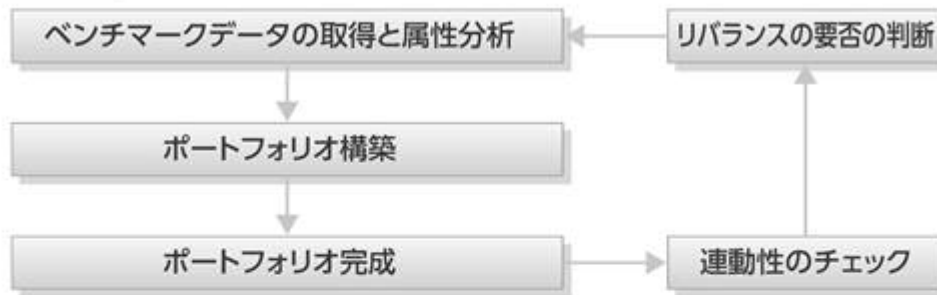 ベンチマークデータの取得と属性分析
リバランスの要否の判断
ポートフォリオ構築
ポートフォリオ完成
連動性のチェック